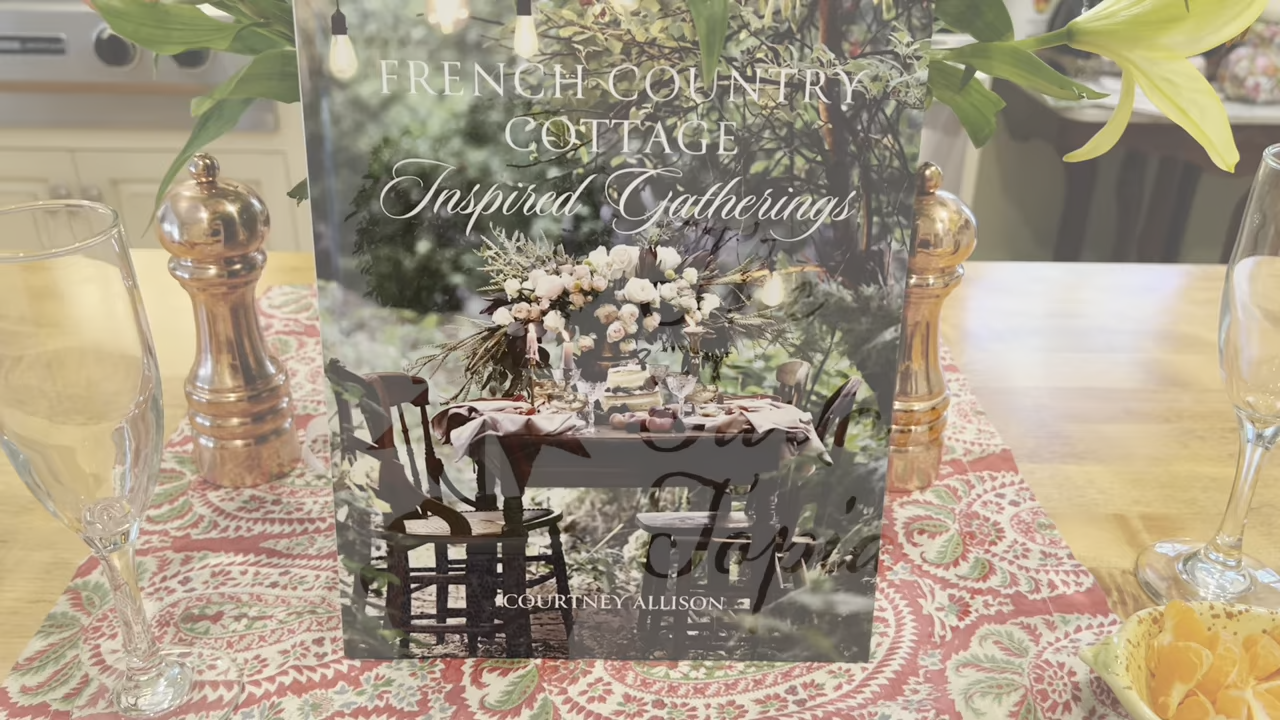 FRENCH COUNTRY
COTTAGE
Inspired Gatherings
COURTNEY ALLISON